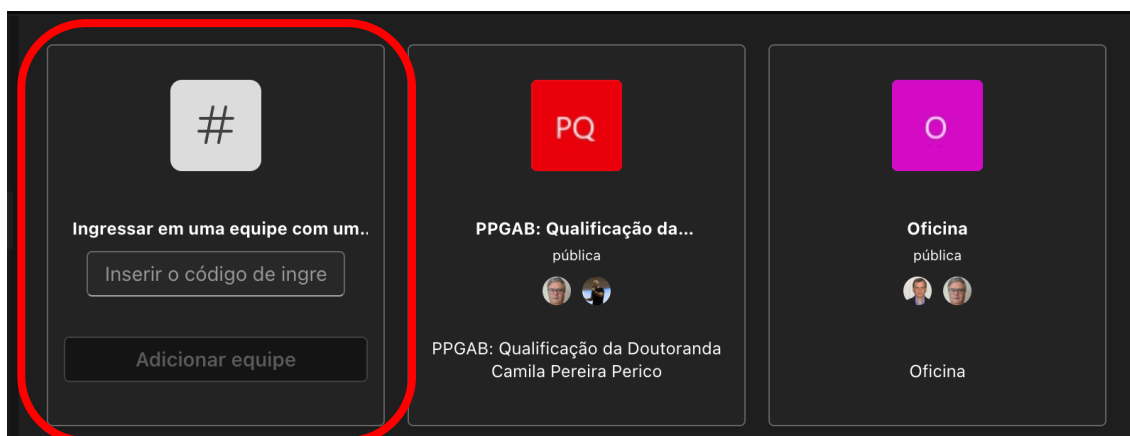 #
Ingressar em uma equipe com um..
Inserir o código de ingre
Adicionar equipe
PQ
PPGAB: Qualificação da...
pública
PPGAB: Qualificação da Doutoranda
Camila Pereira Perico
O
Oficina
pública
Oficina